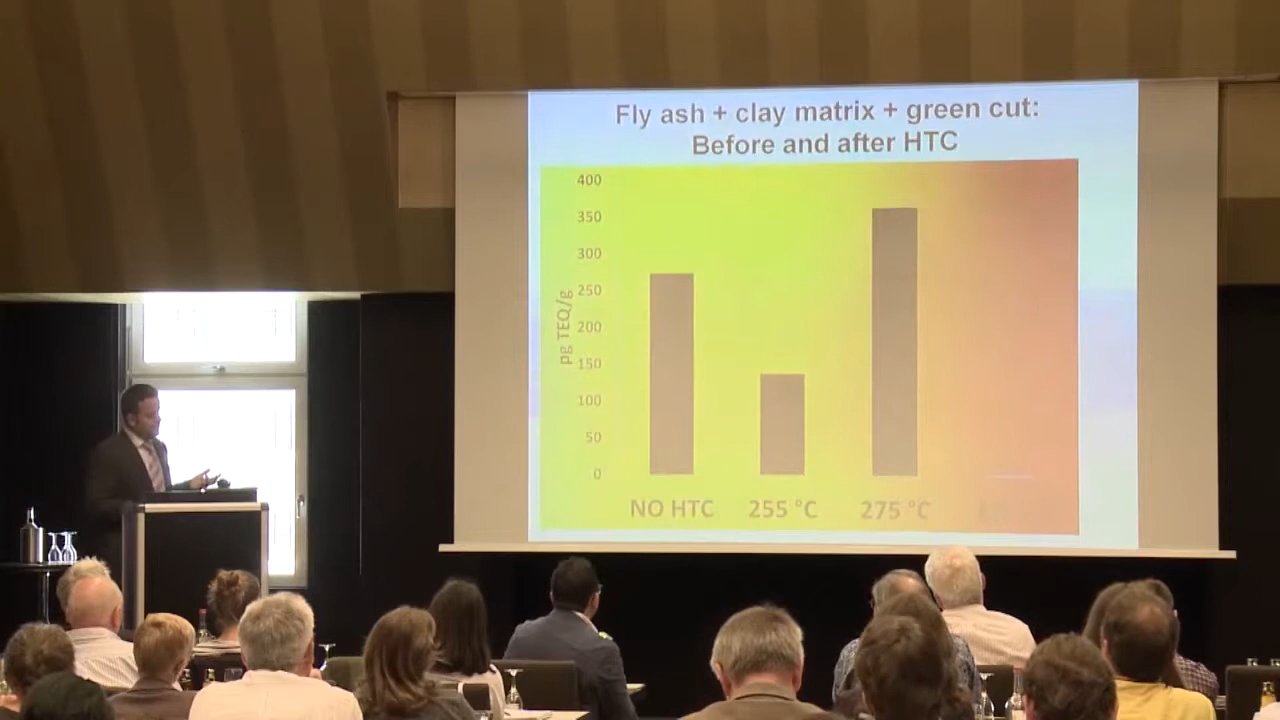 Fly ash + clay matrix + green cut:
Before and after HTC
400
350
300
250
200
150
100
50
0
pg TEQ/g
NO HTC 255 °C 275 °C